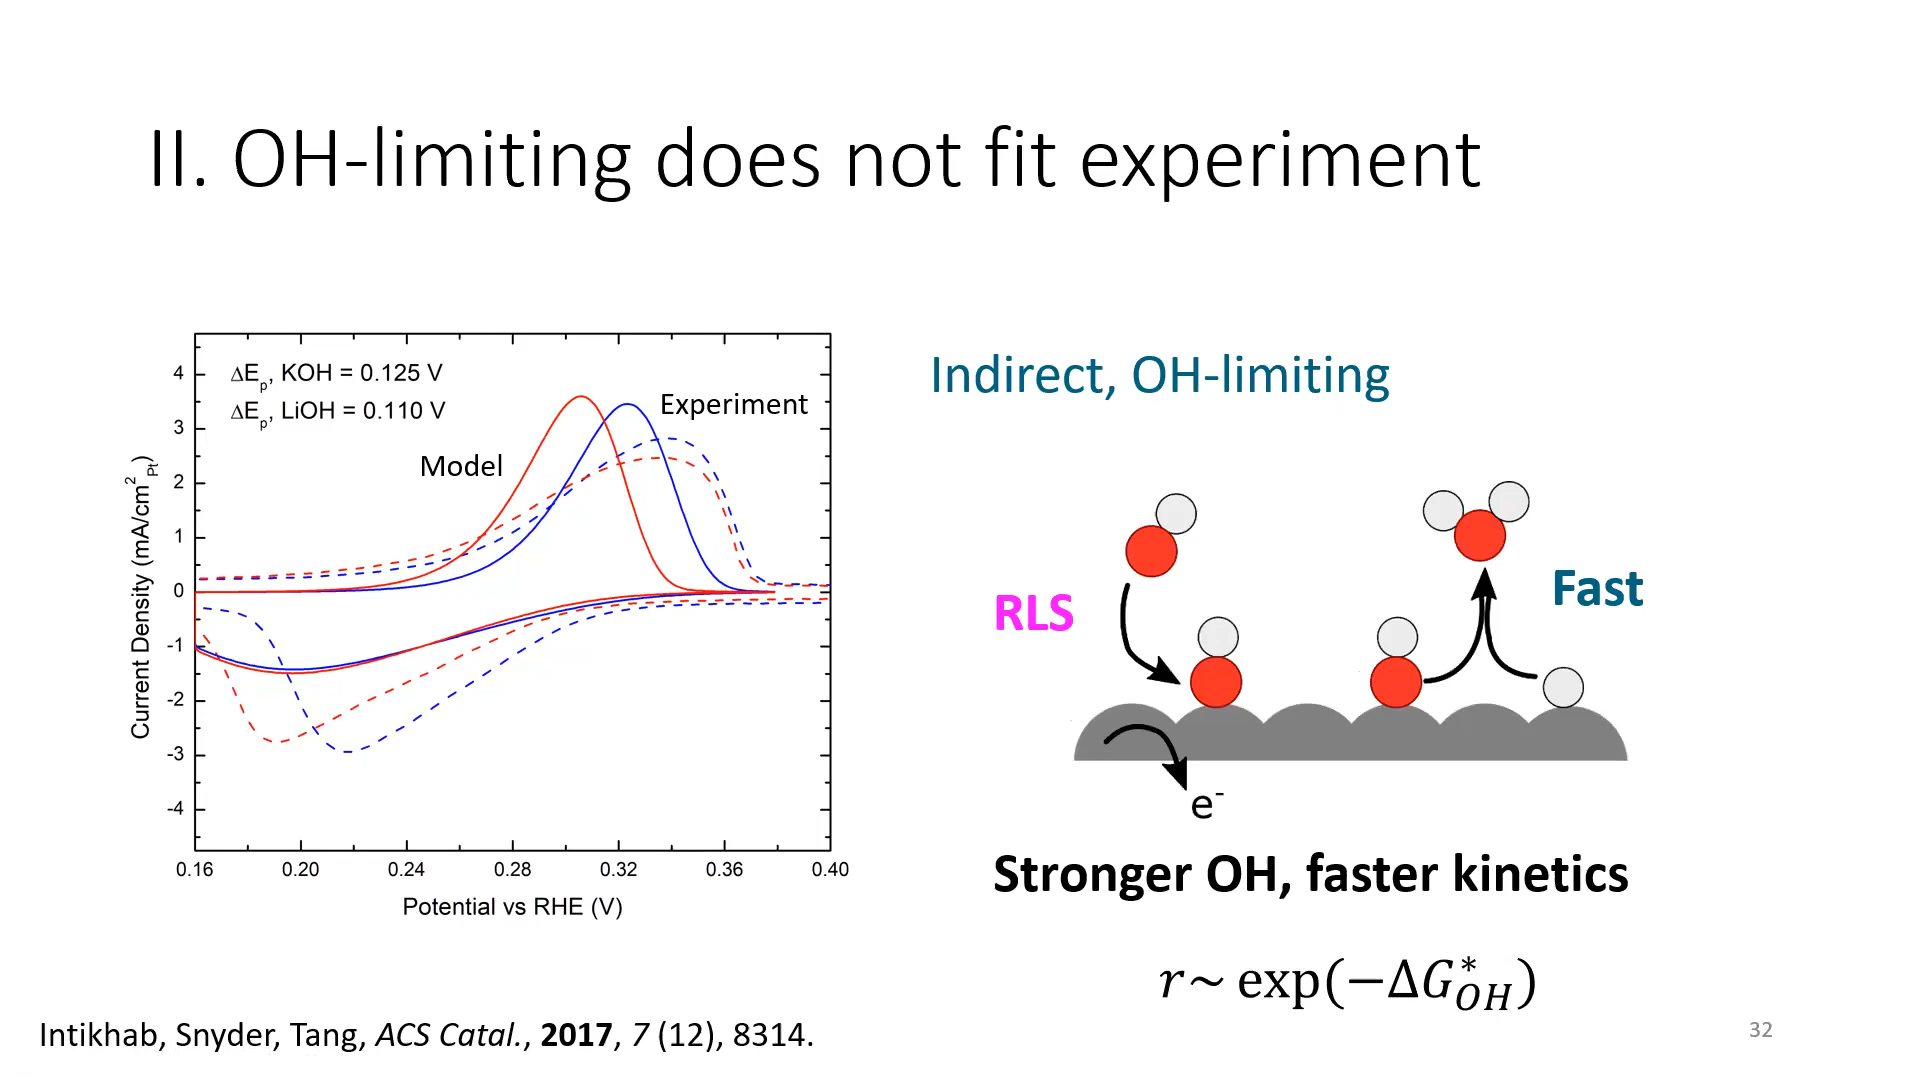 II. OH-limiting does not fit experiment
ΔEp, KOH = 0.125 V
ΔEp, LiOH = 0.110 V
Experiment
Model
4
3
2
1
0
-1
-2
-3
-4
Current Density (mA/cm²Pt)
0.16 0.20 0.24 0.28 0.32 0.36 0.40
Potential vs RHE (V)
Indirect, OH-limiting
RLS
Fast
e⁻
Stronger OH, faster kinetics
r~ exp(−ΔG*OH)
Intikhab, Snyder, Tang, ACS Catal., 2017, 7 (12), 8314.
32